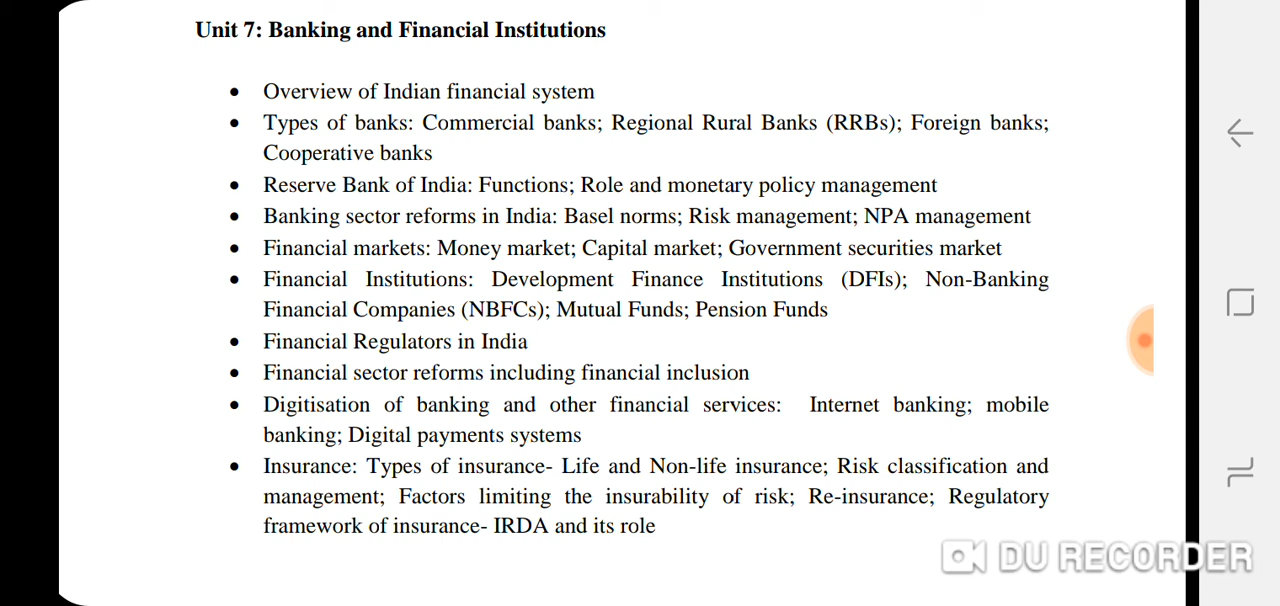 Unit 7: Banking and Financial Institutions
• Overview of Indian financial system
• Types of banks: Commercial banks; Regional Rural Banks (RRBs); Foreign banks;
Cooperative banks
• Reserve Bank of India: Functions; Role and monetary policy management
• Banking sector reforms in India: Basel norms; Risk management; NPA management
• Financial markets: Money market; Capital market; Government securities market
• Financial Institutions: Development Finance Institutions (DFIs); Non-Banking
Financial Companies (NBFCs); Mutual Funds; Pension Funds
• Financial Regulators in India
• Financial sector reforms including financial inclusion
• Digitisation of banking and other financial services: Internet banking; mobile
banking; Digital payments systems
• Insurance: Types of insurance- Life and Non-life insurance; Risk classification and
management; Factors limiting the insurability of risk; Re-insurance; Regulatory
framework of insurance- IRDA and its role
DU RECORDER